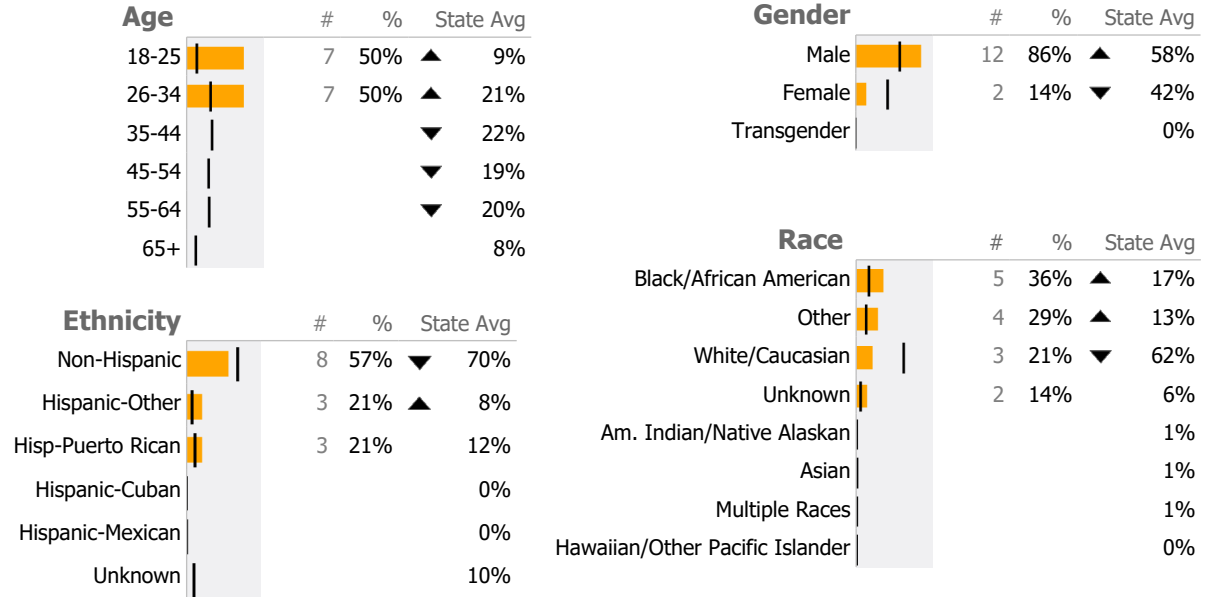 Age # % State Avg
18-25 7 50% ▲ 9%
26-34 7 50% ▲ 21%
35-44 ▼ 22%
45-54 ▼ 19%
55-64 ▼ 20%
65+ 8%
Ethnicity # % State Avg
Non-Hispanic 8 57% ▼ 70%
Hispanic-Other 3 21% ▲ 8%
Hisp-Puerto Rican 3 21% 12%
Hispanic-Cuban 0%
Hispanic-Mexican 0%
Unknown 10%
Gender # % State Avg
Male 12 86% ▲ 58%
Female 2 14% ▼ 42%
Transgender 0%
Race # % State Avg
Black/African American 5 36% ▲ 17%
Other 4 29% ▲ 13%
White/Caucasian 3 21% ▼ 62%
Unknown 2 14% 6%
Am. Indian/Native Alaskan 1%
Asian 1%
Multiple Races 1%
Hawaiian/Other Pacific Islander 0%